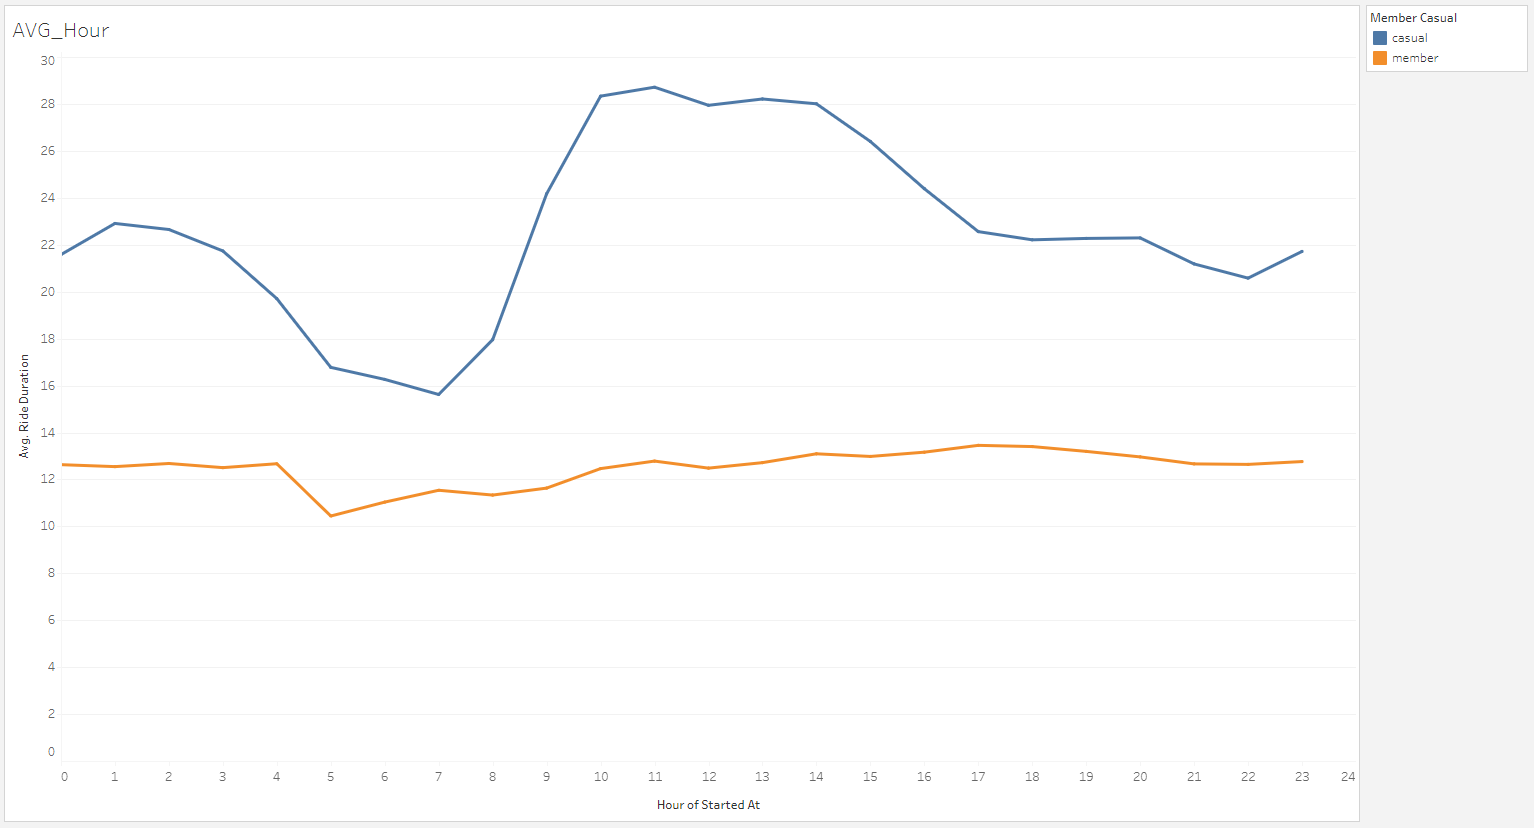 AVG_Hour
Member Casual
casual
member
30
28
26
24
22
20
18
16
14
12
10
8
6
4
2
0
Avg. Ride Duration
0 1 2 3 4 5 6 7 8 9 10 11 12 13 14 15 16 17 18 19 20 21 22 23 24
Hour of Started At